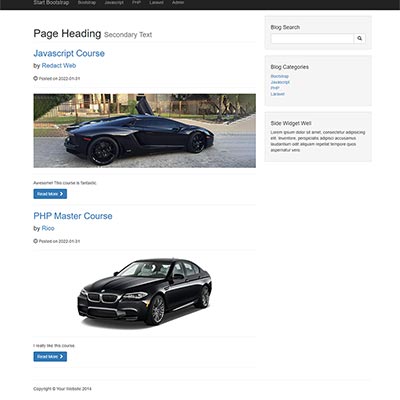 Start Bootstrap Bootstrap Javascript PHP Laravel Admin
Page Heading Secondary Text
Javascript Course
by Redact Web
Posted on 2022-01-31
Awesome! This course is fantastic.
Read More >
PHP Master Course
by Rico
Posted on 2022-01-31
I really like this course.
Read More >
Blog Search
Blog Categories
Bootstrap
Javascript
PHP
Laravel
Side Widget Well
Lorem ipsum dolor sit amet, consectetur adipisicing
elit. Inventore, perspiciatis adipisci accusamus laudantium
odit aliquam repellat tempore quos
aspernatur vero.
Copyright © Your Website 2014